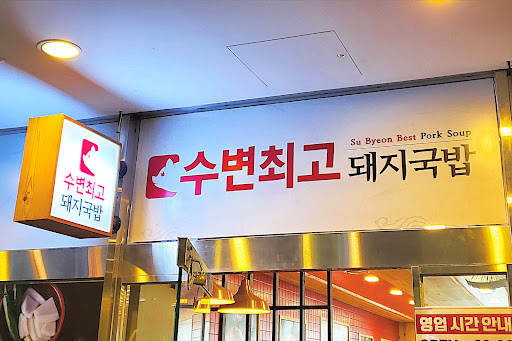 수변최고
돼지국밥
Su Byeon Best Pork Soup
수변최고 돼지국밥
영업 시간 안내